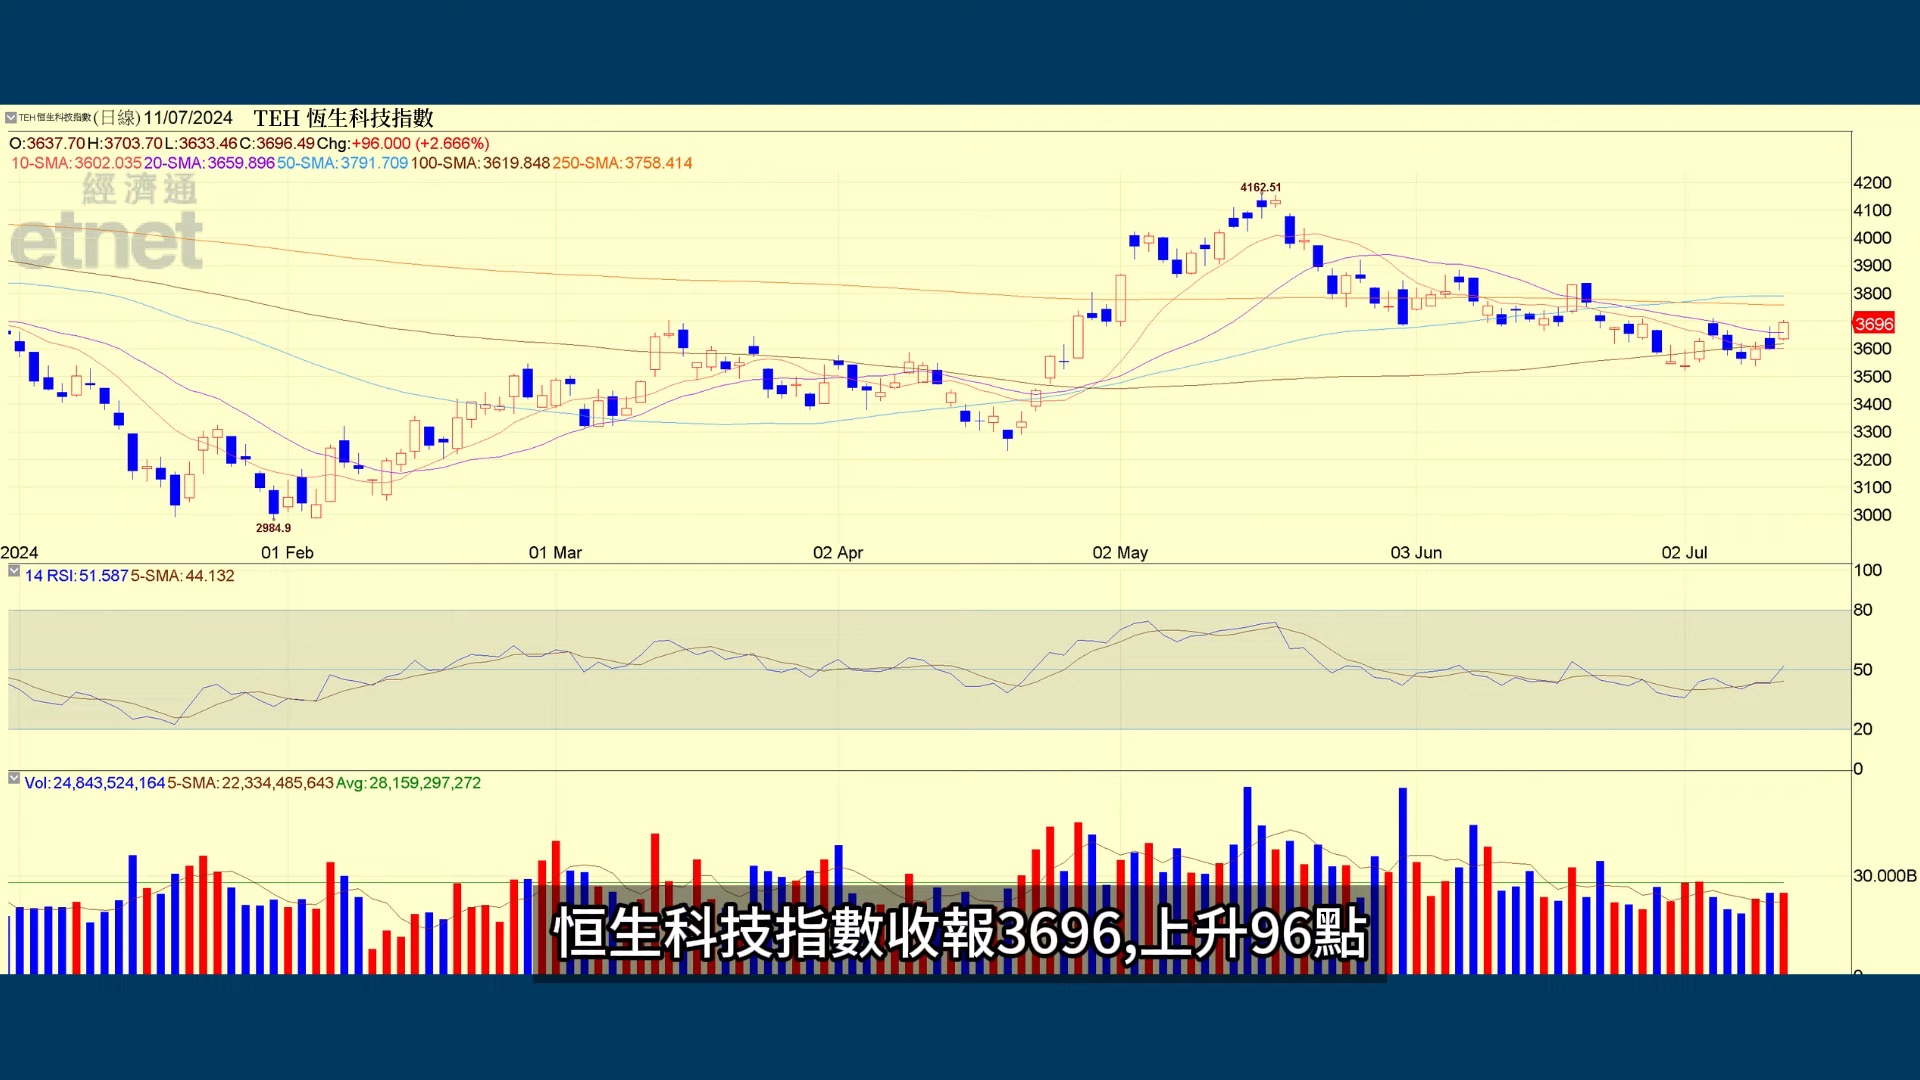 TEH 恆生科技指數(日線) 11/07/2024 TEH 恆生科技指數
O:3637.70 H:3703.70 L:3633.46 C:3696.49 Chg:+96.000 (+2.666%)
10-SMA:3602.035 20-SMA:3659.896 50-SMA:3791.709 100-SMA:3619.848 250-SMA:3758.414
經濟通
etnet
4162.51
2984.9
4200
4100
4000
3900
3800
3696
3600
3500
3400
3300
3200
3100
3000
2024 01 Feb 01 Mar 02 Apr 02 May 03 Jun 02 Jul
14 RSI:51.587 5-SMA:44.132
100
80
50
20
0
Vol:24,843,524,164 5-SMA:22,334,485,643 Avg:28,159,297,272
30.000B
0
恒生科技指數收報3696,上升96點